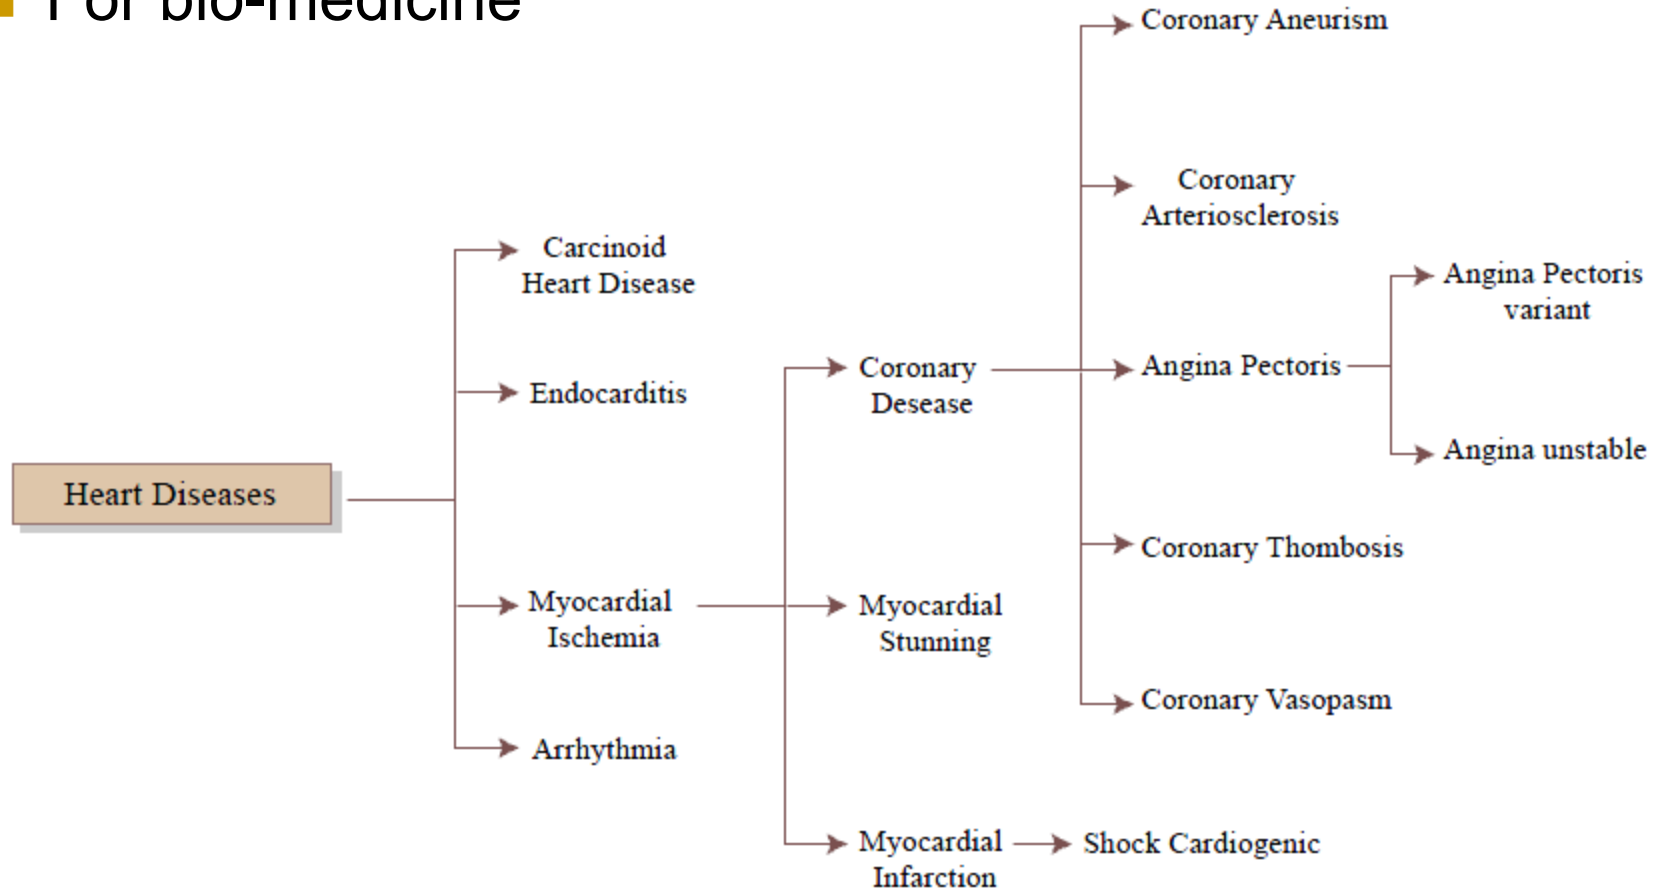 For bio-medicine
Coronary Aneurism
Coronary
Arteriosclerosis
Carcinoid
Heart Disease
Angina Pectoris
variant
Coronary
Desease
Angina Pectoris
Endocarditis
Angina unstable
Heart Diseases
Coronary Thombosis
Myocardial
Ischemia
Myocardial
Stunning
Coronary Vasopasm
Arrhythmia
Myocardial
Infarction
Shock Cardiogenic